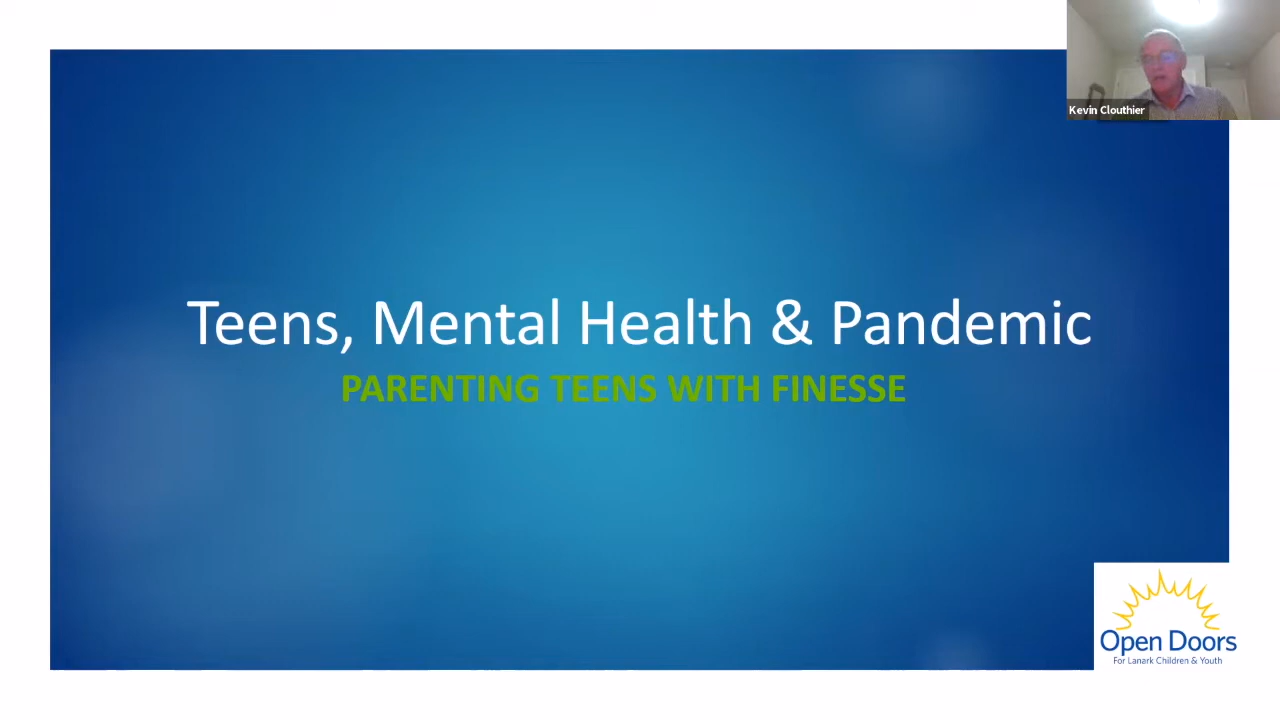 Kevin Clouthier
Teens, Mental Health & Pandemic
PARENTING TEENS WITH FINESSE
Open Doors
For Lanark Children & Youth